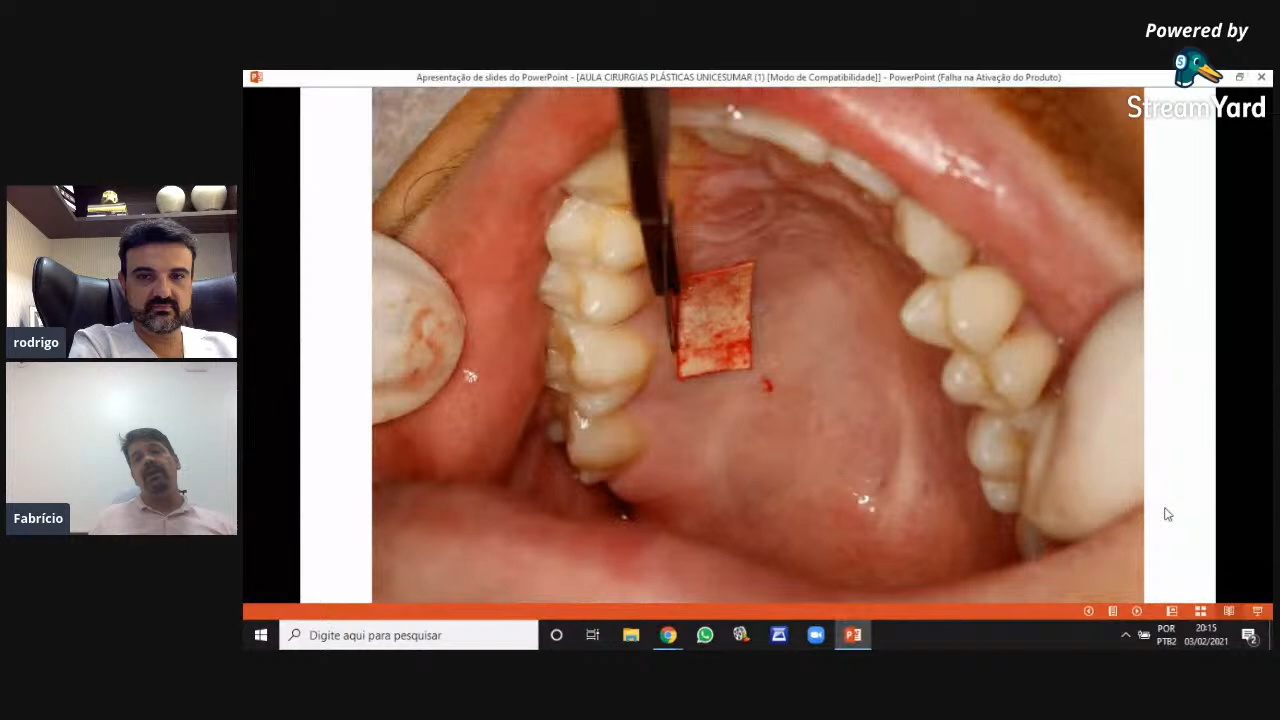 Powered by
StreamYard
Apresentação de slides do PowerPoint - [AULA CIRURGIAS PLÁSTICAS UNICESUMAR (1) [Modo de Compatibilidade]] - PowerPoint (Falha na Ativação do Produto)
rodrigo
Fabrício
Digite aqui para pesquisar
POR
PTB2
20:15
03/02/2021
2